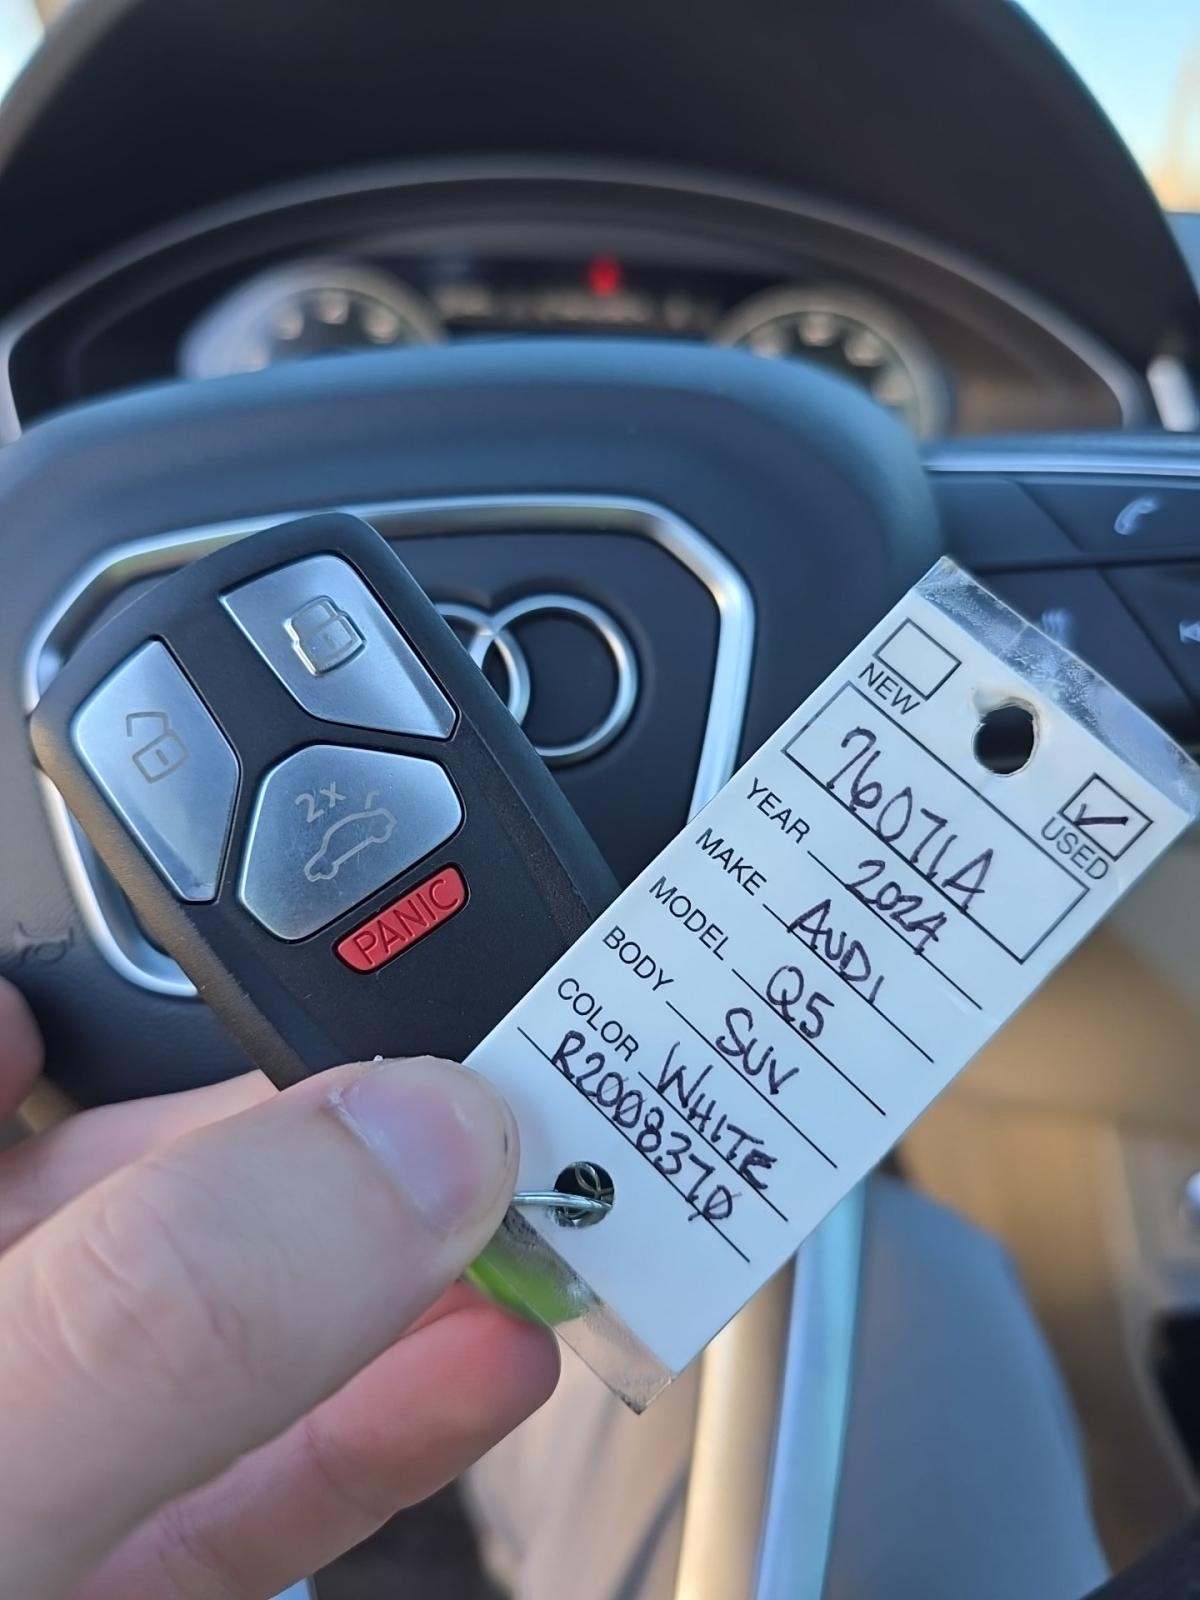 2x
PANIC
NEW
USED
76071A
YEAR 2024
MAKE AUDI
MODEL Q5
BODY SUV
COLOR WHITE
R2008370